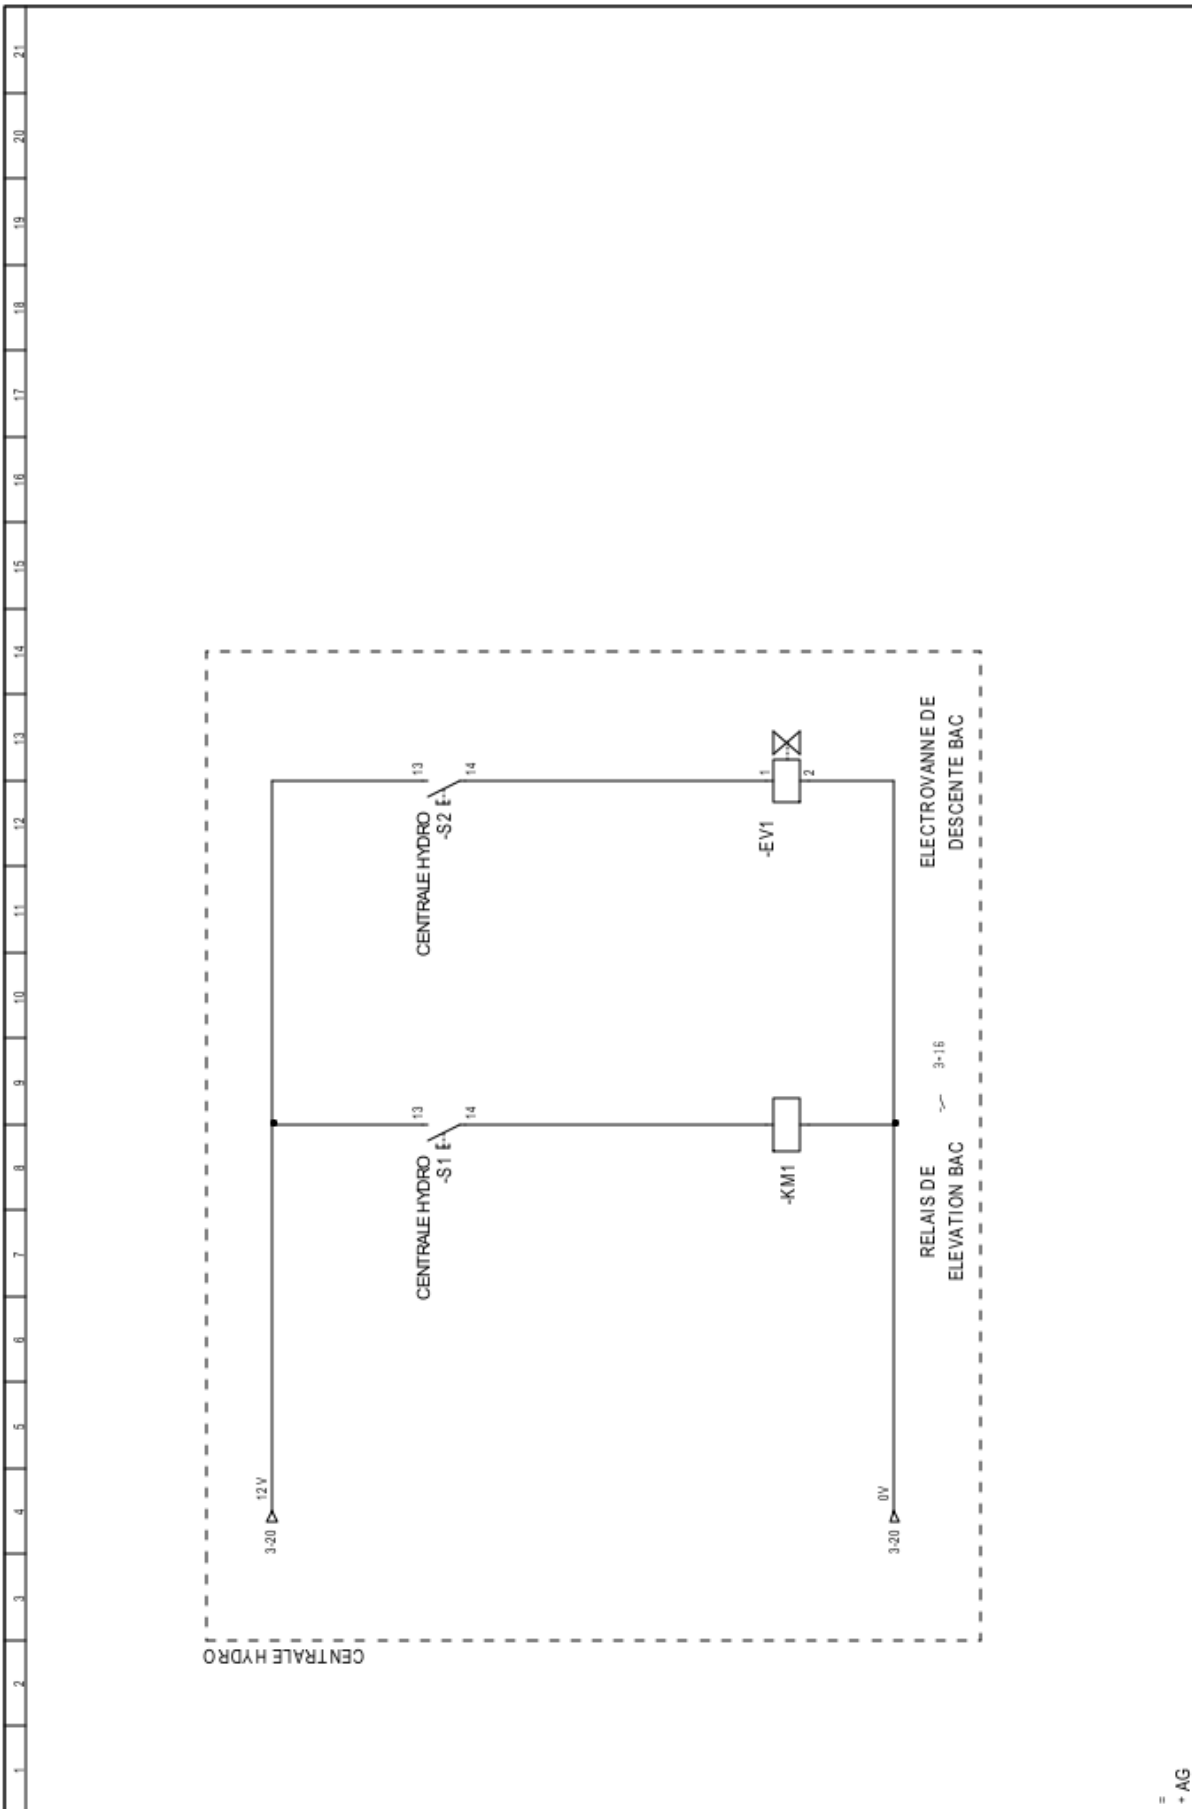 1
2
3
4
5
6
7
8
9
10
11
12
13
14
15
16
17
18
19
20
21
CENTRALE HYDRO
3-20
12V
13
CENTRALE HYDRO
-S1
14
13
CENTRALE HYDRO
-S2
14
-KM1
-EV1
1
2
3-20
0V
RELAIS DE
ELEVATION BAC
3-16
ELECTROVANNE DE
DESCENTE BAC
=
+ AG